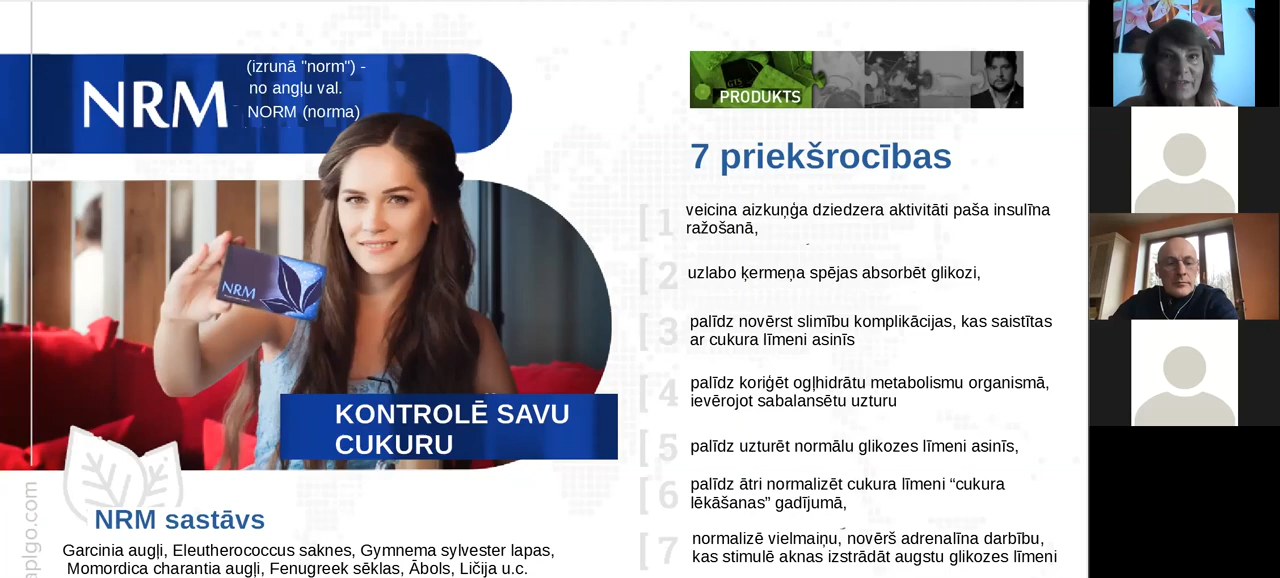 NRM
(izrunā "norm") -
no angļu val.
NORM (norma)
NRM
KONTROLĒ SAVU
CUKURU
NRM sastāvs
Garcinia augļi, Eleutherococcus saknes, Gymnema sylvester lapas,
Momordica charantia augļi, Fenugreek sēklas, Ābols, Ličija u.c.
aplgo.com
GTS
PRODUKTS
7 priekšrocības
[ 1
veicina aizkuņģa dziedzera aktivitāti paša insulīna
ražošanā,
[ 2
uzlabo ķermeņa spējas absorbēt glikozi,
[ 3
palīdz novērst slimību komplikācijas, kas saistītas
ar cukura līmeni asinīs
[ 4
palīdz koriģēt ogļhidrātu metabolismu organismā,
ievērojot sabalansētu uzturu
[ 5
palīdz uzturēt normālu glikozes līmeni asinīs,
[ 6
palīdz ātri normalizēt cukura līmeni “cukura
lēkāšanas” gadījumā,
[ 7
normalizē vielmaiņu, novērš adrenalīna darbību,
kas stimulē aknas izstrādāt augstu glikozes līmeni